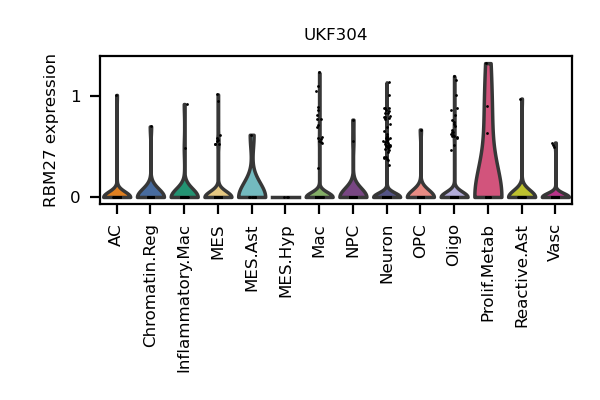 UKF304
RBM27 expression
1
0
AC
Chromatin.Reg
Inflammatory.Mac
MES
MES.Ast
MES.Hyp
Mac
NPC
Neuron
OPC
Oligo
Prolif.Metab
Reactive.Ast
Vasc